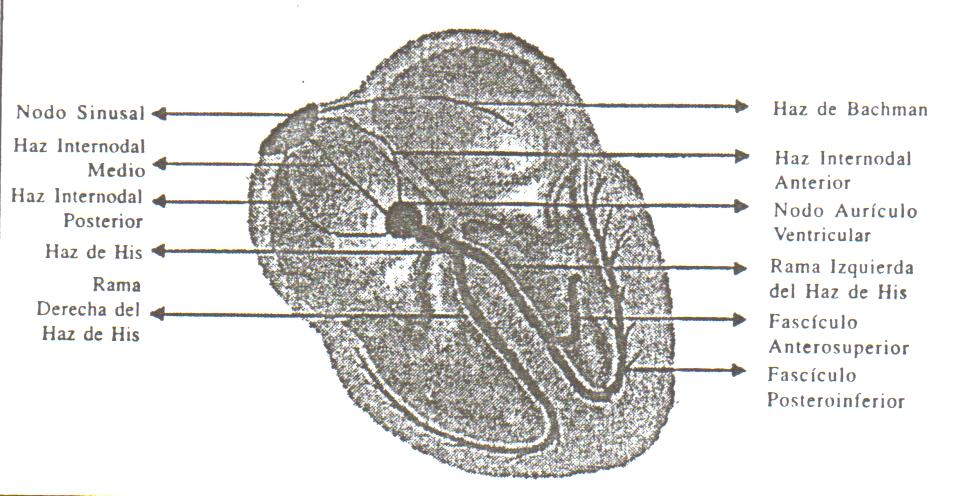 Nodo Sinusal
Haz Internodal
Medio
Haz Internodal
Posterior
Haz de His
Rama
Derecha del
Haz de His
Haz de Bachman
Haz Internodal
Anterior
Nodo Aurículo
Ventricular
Rama Izquierda
del Haz de His
Fascículo
Anterosuperior
Fascículo
Posteroinferior